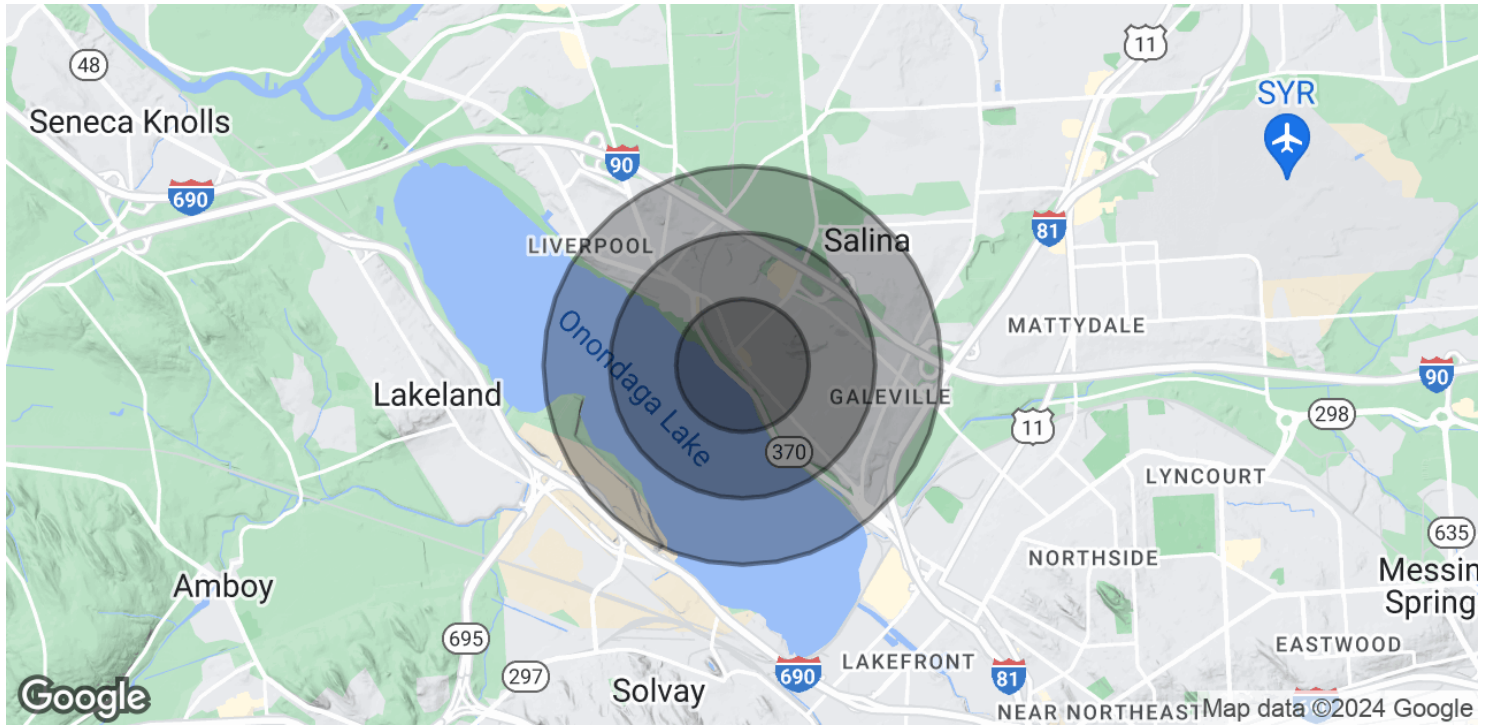 11
48
SYR
Seneca Knolls
90
690
81
LIVERPOOL
Salina
MATTYDALE
Onondaga Lake
90
Lakeland
GALEVILLE
298
11
370
LYNCOURT
635
NORTHSIDE
Messin
Spring
Amboy
695
EASTWOOD
LAKEFRONT
297
690
81
Solvay
Google
NEAR NORTHEAST
Map data ©2024 Google